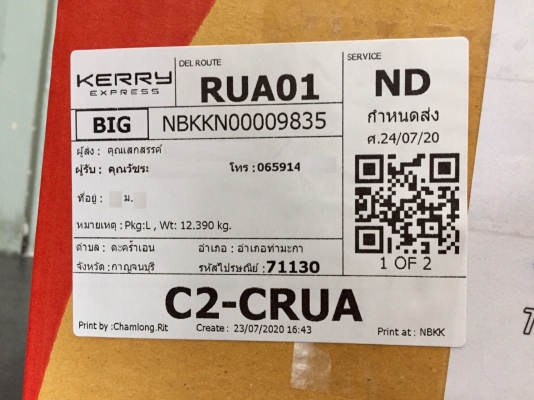 KERRY
EXPRESS
DEL ROUTE
RUA01
SERVICE
ND
BIG NBKKN00009835
กำหนดส่ง
ศ.24/07/20
ผู้ส่ง : คุณเสกสรรค์
ผู้รับ : คุณวัชระ โทร : 065914
ที่อยู่ : ม.
หมายเหตุ : Pkg:L , Wt: 12.390 kg.
ตำบล : ตะคร้ำเอน อำเภอ : อำเภอท่ามะกา
จังหวัด : กาญจนบุรี รหัสไปรษณีย์ : 71130
1 OF 2
C2-CRUA
Print by :Chamlong.Rit Create : 23/07/2020 16:43 Print at : NBKK